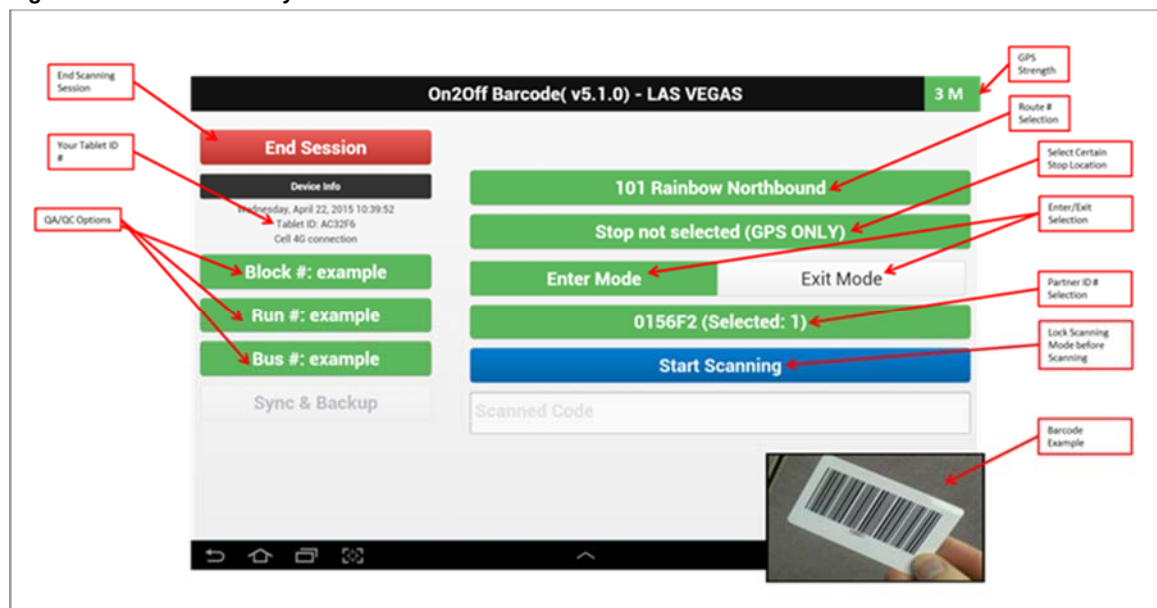 End Scanning
Session
GPS
Strength
On2Off Barcode( v5.1.0) - LAS VEGAS
3 M
Route #
Selection
Your Tablet ID
#
End Session
Select Certain
Stop Location
Device Info
101 Rainbow Northbound
Wednesday, April 22, 2015 10:39:52
Tablet ID: AC32F6
Cell 4G connection
QA/QC Options
Stop not selected (GPS ONLY)
Enter/Exit
Selection
Block #: example
Enter Mode
Exit Mode
Partner ID #
Selection
Run #: example
0156F2 (Selected: 1)
Lock Scanning
Mode before
Scanning
Bus #: example
Start Scanning
Sync & Backup
Scanned Code
Barcode
Example